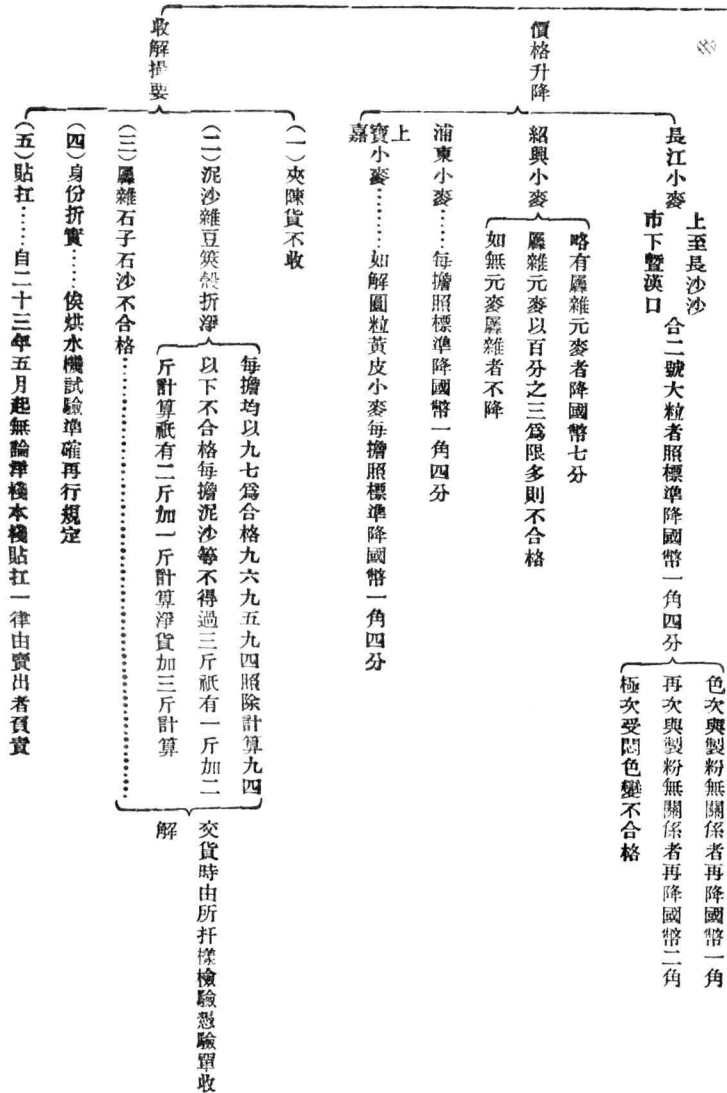 價格升降
長江小麥
上至長沙沙
市下暨漢口
合二號大粒者照標準降國幣一角四分
色次與製粉無關係者再降國幣一角
再次與製粉無關係者再降國幣二角
極次受悶色變不合格
紹興小麥
略有羼雜元麥者降國幣七分
羼雜元麥以百分之三爲限多則不合格
如無元麥羼雜者不降
浦東小麥……每擔照標準降國幣一角四分
上
寶小麥………如解圓粒黃皮小麥每擔照標準降國幣一角四分
嘉
收解撮要
(一)夾陳貨不收
(二)泥沙雜豆筴殼折淨
每擔均以九七爲合格九六九五九四照除計算九四
以下不合格每擔泥沙等不得過三斤祇有一斤加二
斤計算祇有二斤加一斤計算淨貨加三斤計算
(三)羼雜石子石沙不合格………………………
交貨時由所扦樣檢驗憑驗單收
解
(四)身份折實……俟烘水機試驗準確再行規定
(五)貼扛……自二十三年五月起無論洋棧本棧貼扛一律由賣出者負責